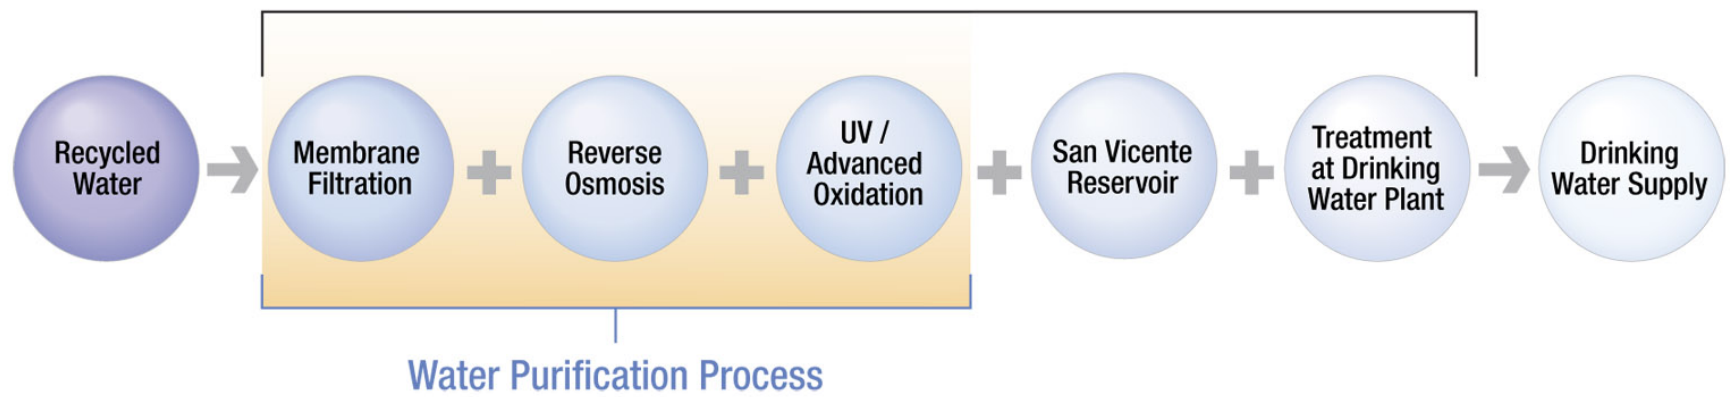 Recycled
Water
Membrane
Filtration
Reverse
Osmosis
UV /
Advanced
Oxidation
San Vicente
Reservoir
Treatment
at Drinking
Water Plant
Drinking
Water Supply
Water Purification Process